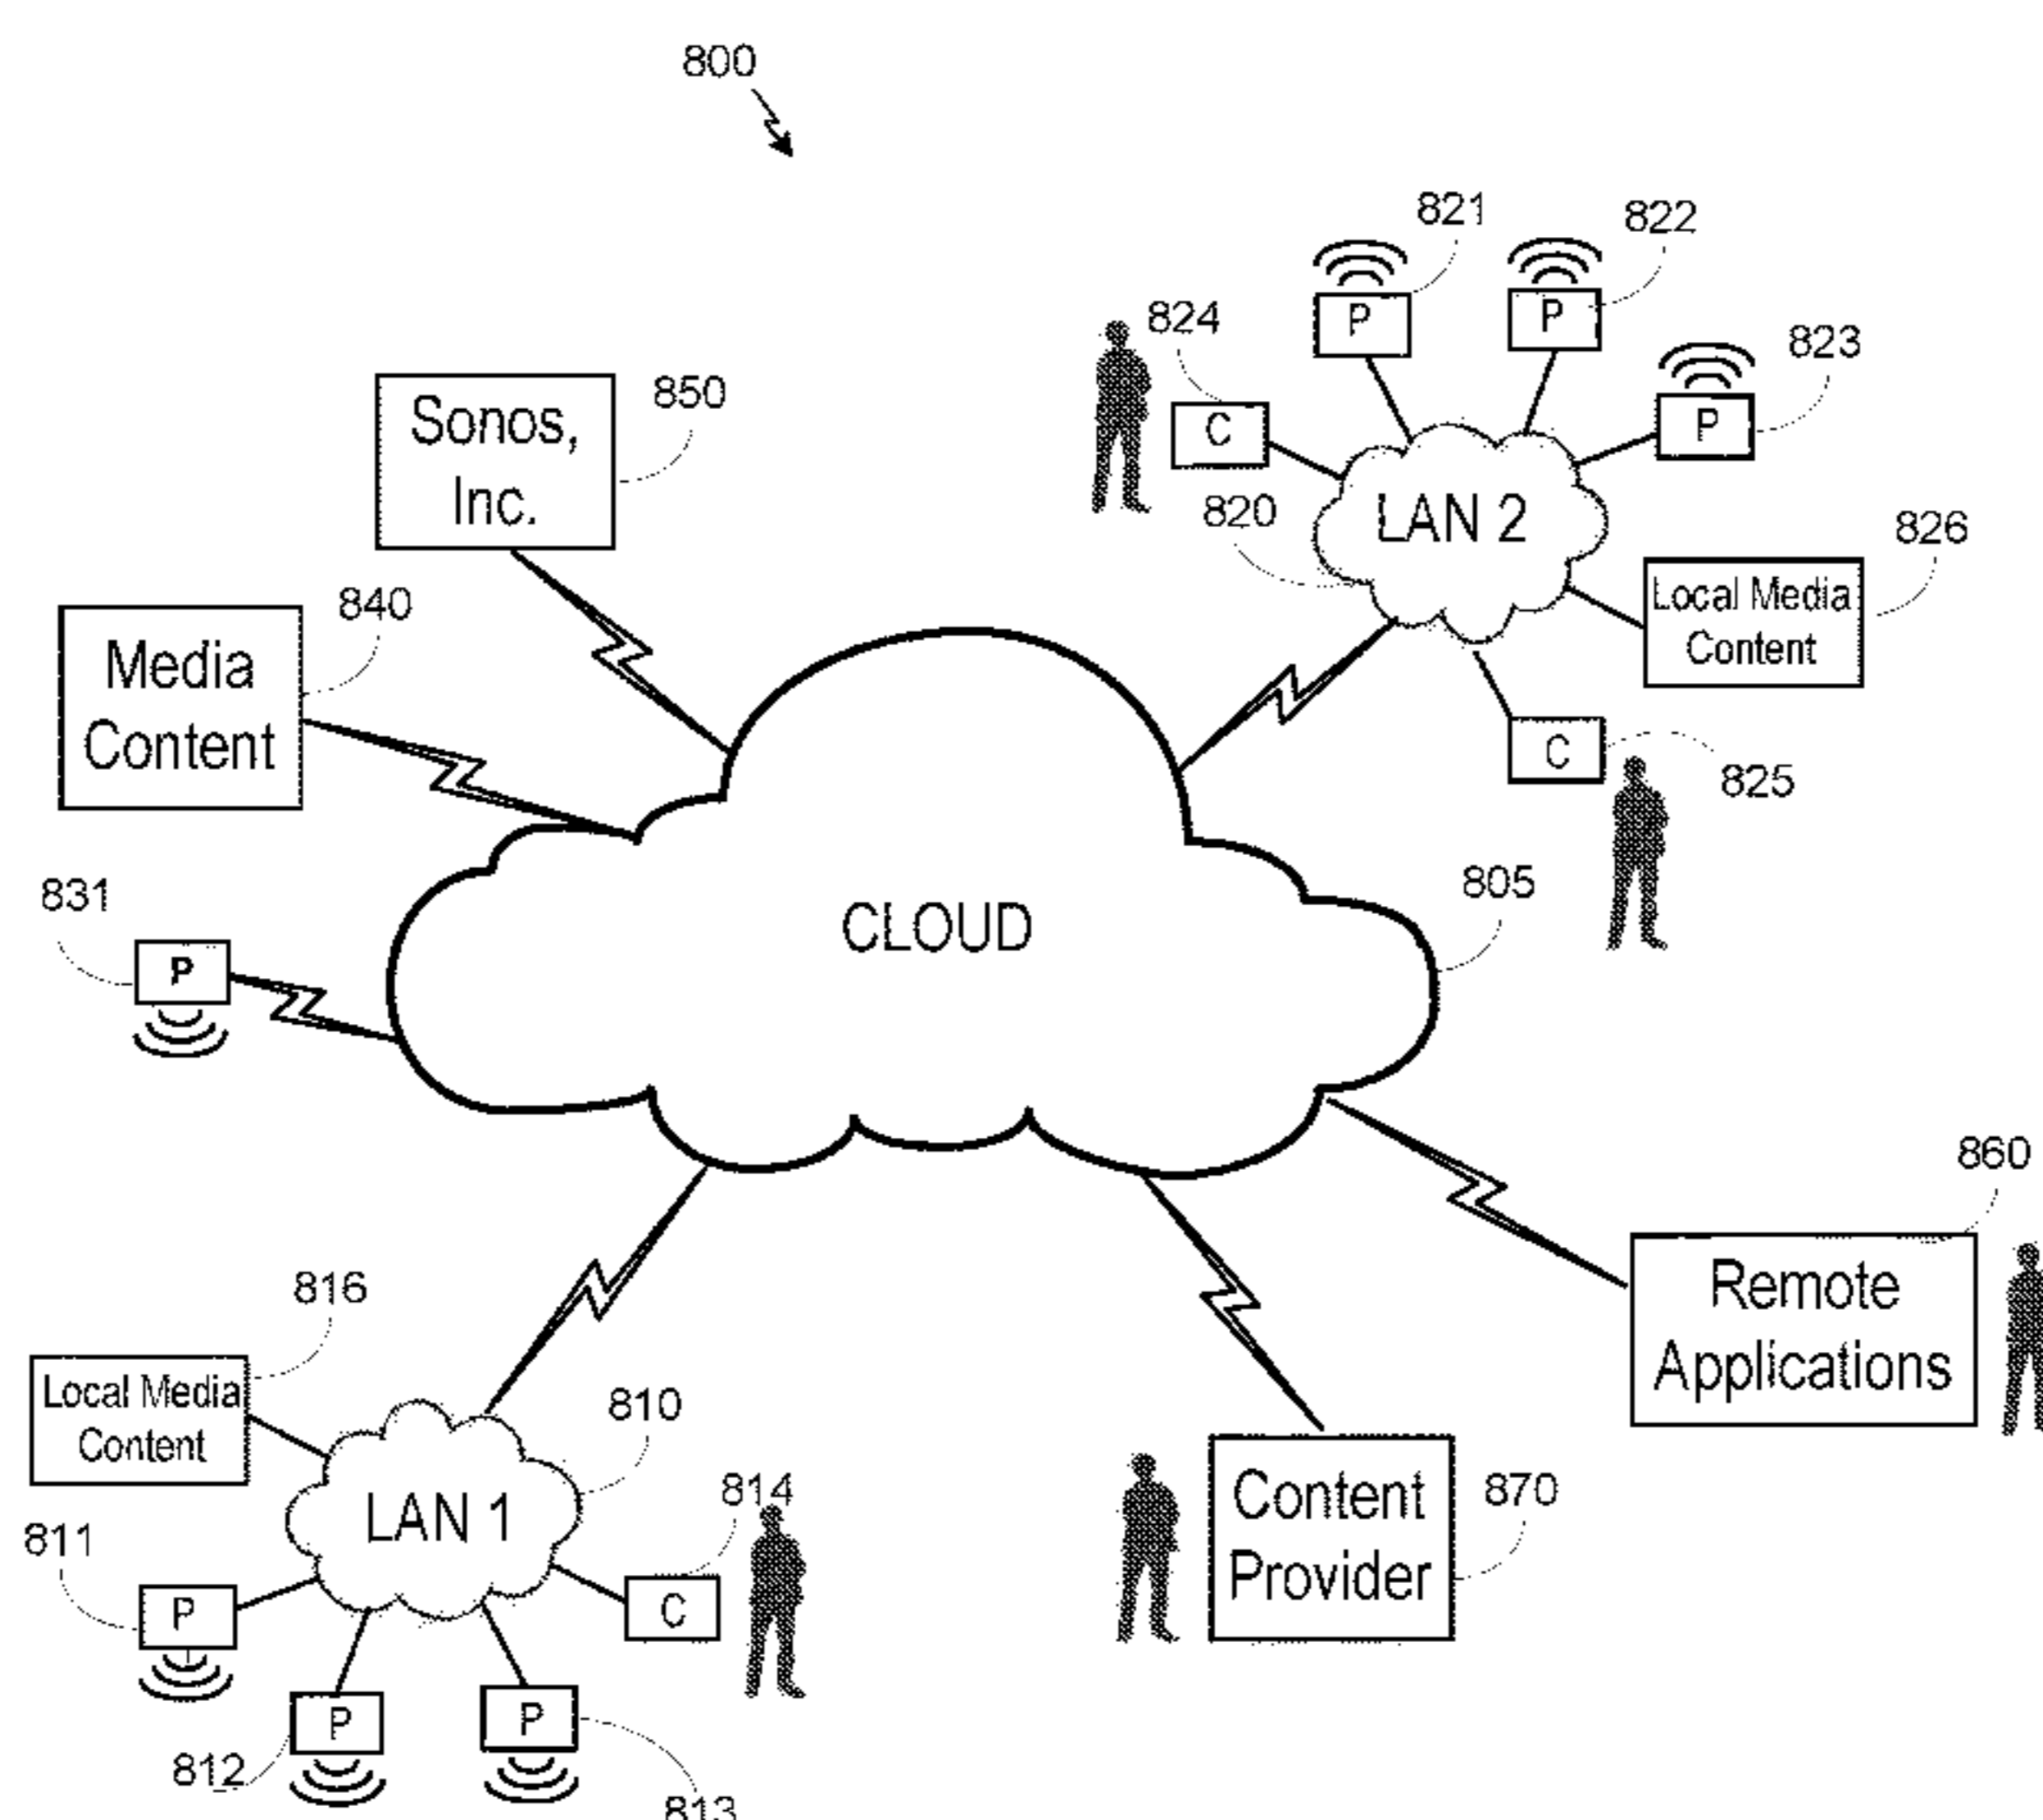 800
821
822
824
P
P
823
850
Sonos,
Inc.
C
P
820
LAN 2
826
840
Local Media
Content
Media
Content
C
825
831
805
CLOUD
P
860
816
Remote
Applications
Local Media
Content
810
814
Content
Provider
870
811
LAN 1
P
C
P
P
812
813